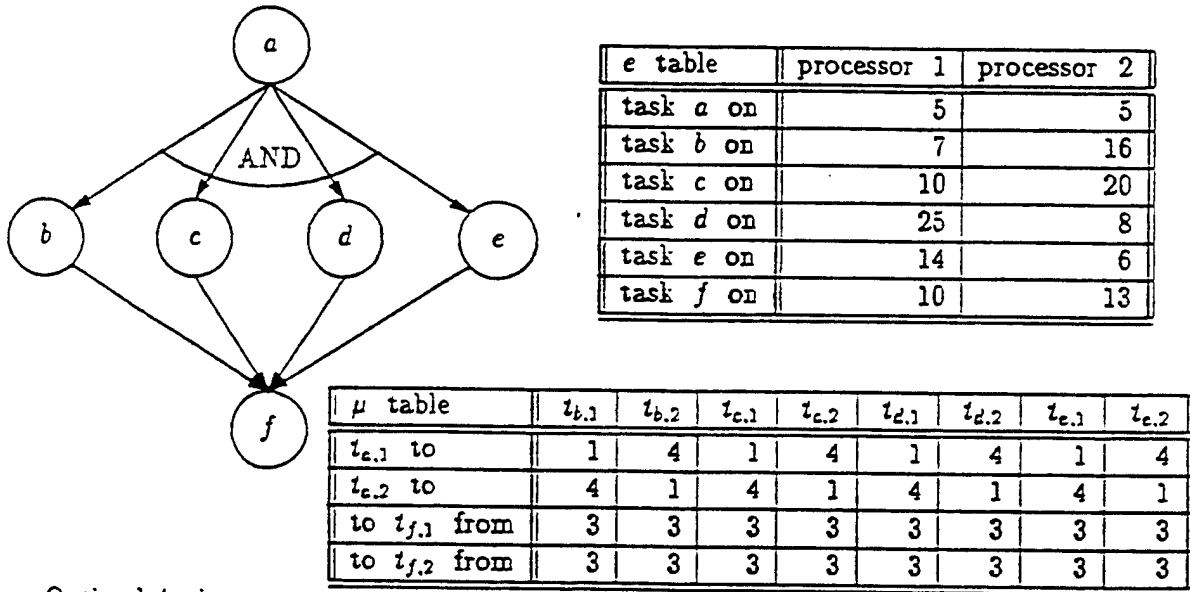 a
AND
b c d e
f
e table processor 1 processor 2
task a on 5 5
task b on 7 16
task c on 10 20
task d on 25 8
task e on 14 6
task f on 10 13
μ table t_{b,1} t_{b,2} t_{c,1} t_{c,2} t_{d,1} t_{d,2} t_{e,1} t_{e,2}
t_{a,1} to 1 4 1 4 1 4 1 4
t_{a,2} to 4 1 4 1 4 1 4 1
to t_{f,1} from 3 3 3 3 3 3 3 3
to t_{f,2} from 3 3 3 3 3 3 3 3